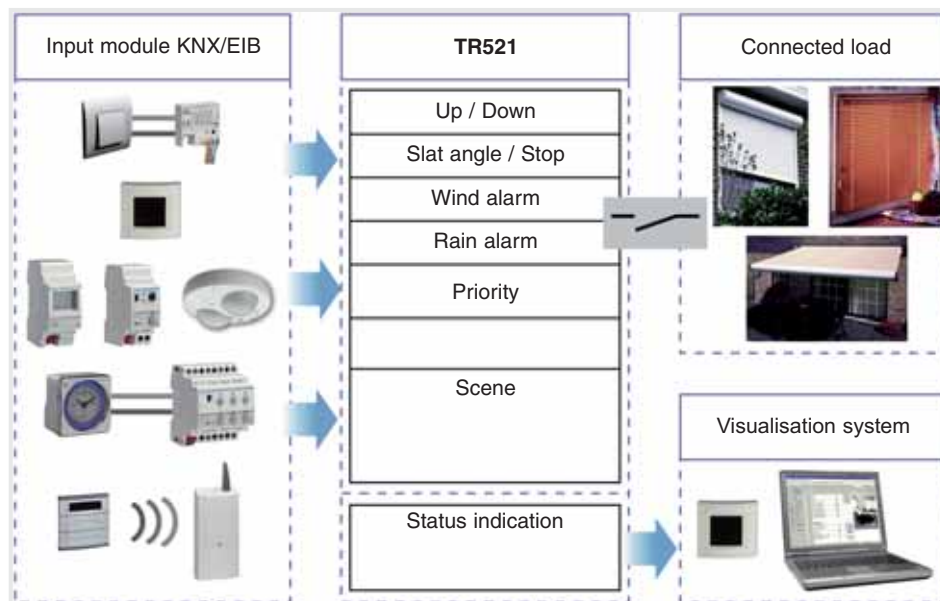 Input module KNX/EIB
TR521
Connected load
Up / Down
Slat angle / Stop
Wind alarm
Rain alarm
Priority
Scene
Visualisation system
Status indication